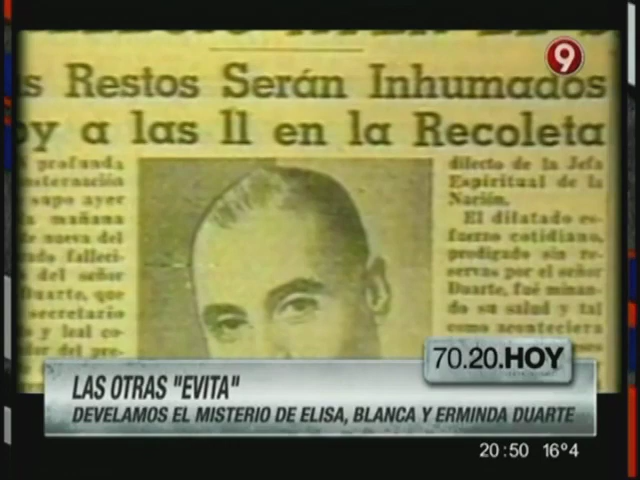 9
s Restos Serán Inhumados
oy a las 11 en la Recoleta
profunda
sternación
supo ayer
mañana
nueva del
falleci-
del señor
Duarte, que
secretario
y leal co-
del pre-
dilecto de la Jefa
Espiritual de la
Nación.
El dilatado es-
fuerzo cotidiano,
prodigado sin re-
servas por el señor
Duarte, fué minan-
do su salud y tal
como aconteciera
70.20.HOY
LAS OTRAS "EVITA"
DEVELAMOS EL MISTERIO DE ELISA, BLANCA Y ERMINDA DUARTE
20:50 16°4